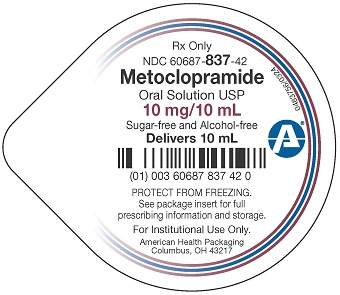 Rx Only
NDC 60687-837-42
Metoclopramide
Oral Solution USP
10 mg/10 mL
Sugar-free and Alcohol-free
Delivers 10 mL
(01) 003 60687 837 42 0
PROTECT FROM FREEZING.
See package insert for full
prescribing information and storage.
For Institutional Use Only.
American Health Packaging
Columbus, OH 43217
A
0483756/0324